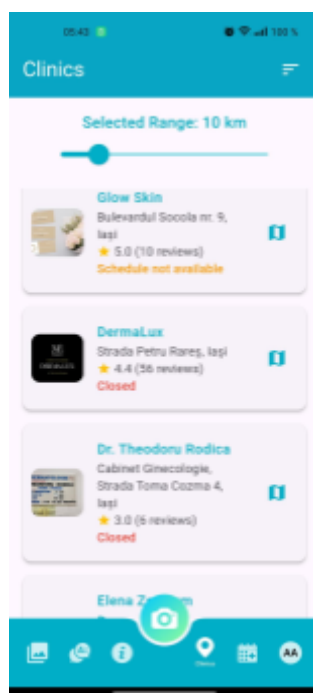 05:43
100 %
Clinics
Selected Range: 10 km
Glow Skin
Bulevardul Socola nr. 9,
Iași
5.0 (10 reviews)
Schedule not available
DermaLux
Strada Petru Rareș, Iași
4.4 (56 reviews)
Closed
Dr. Theodoru Rodica
Cabinet Ginecologie,
Strada Toma Cozma 4,
Iași
3.0 (6 reviews)
Closed
Elena
Clinics
AA